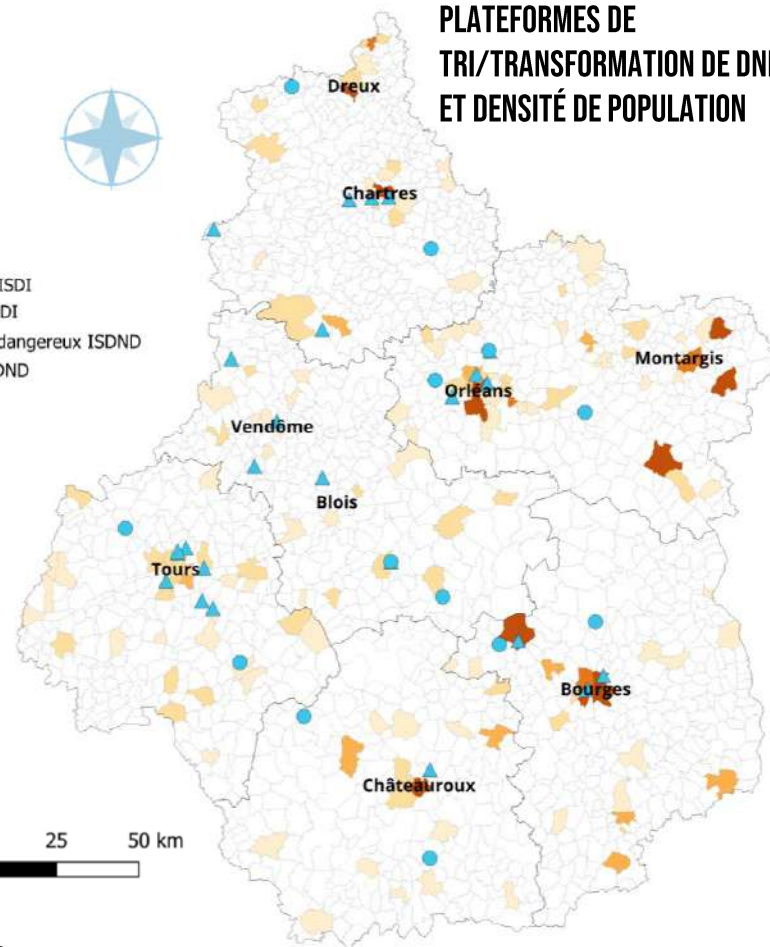 PLATEFORMES DE
TRI/TRANSFORMATION DE DN
ET DENSITÉ DE POPULATION
Dreux
Chartres
ISDI
DI
dangereux ISDND
DND
Montargis
Orléans
Vendôme
Blois
Tours
Bourges
Châteauroux
25 50 km